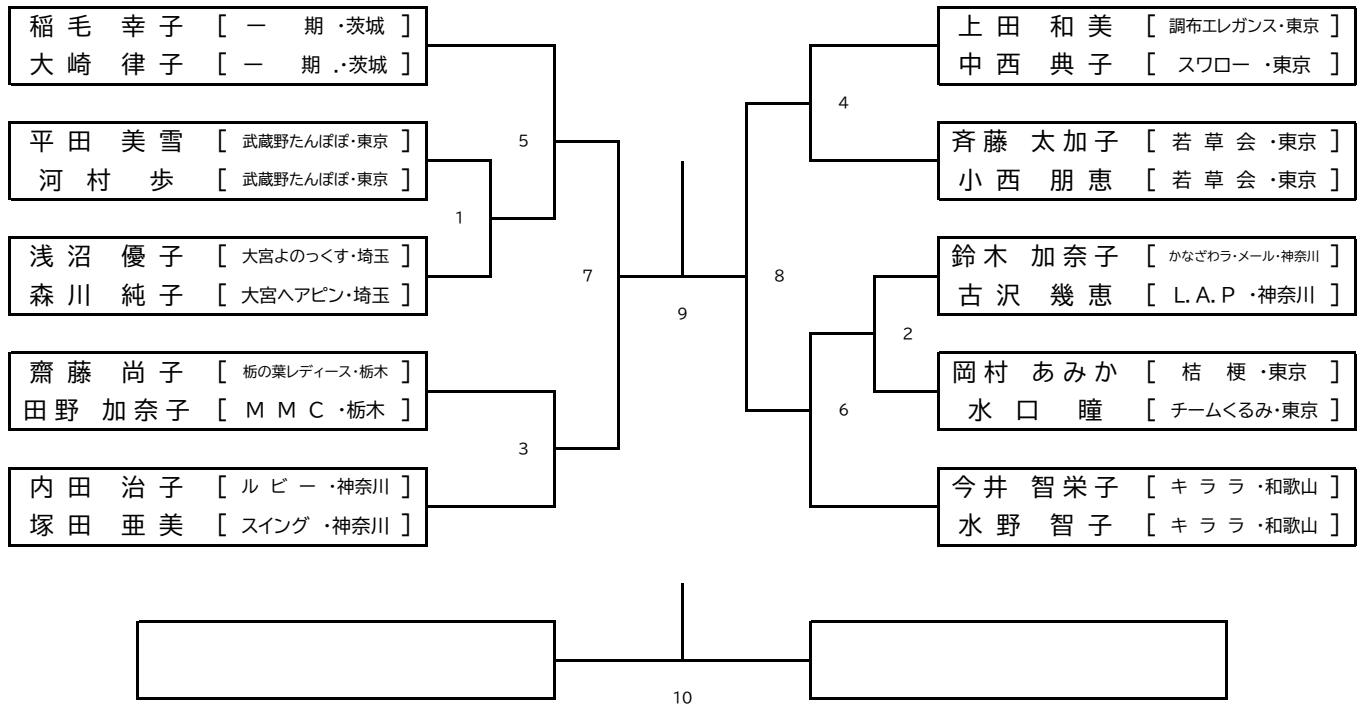 稲毛 幸子 [ 一 期 ・茨城 ]
大崎 律子 [ 一 期 .・茨城 ]
平田 美雪 [ 武蔵野たんぽぽ・東京 ]
河村 歩 [ 武蔵野たんぽぽ・東京 ]
浅沼 優子 [ 大宮よのっくす・埼玉 ]
森川 純子 [ 大宮ヘアピン・埼玉 ]
齋藤 尚子 [ 栃の葉レディース・栃木 ]
田野 加奈子 [ ＭＭＣ ・栃木 ]
内田 治子 [ ルビー ・神奈川 ]
塚田 亜美 [ スイング ・神奈川 ]
5
1
7
3
9
上田 和美 [ 調布エレガンス・東京 ]
中西 典子 [ スワロー ・東京 ]
斉藤 太加子 [ 若草会 ・東京 ]
小西 朋恵 [ 若草会 ・東京 ]
鈴木 加奈子 [ かなざわラ・メール・神奈川 ]
古沢 幾恵 [ L.A.P ・神奈川 ]
岡村 あみか [ 桔 梗 ・東京 ]
水口 瞳 [ チームくるみ・東京 ]
今井 智栄子 [ キララ ・和歌山 ]
水野 智子 [ キララ ・和歌山 ]
4
8
2
6
10